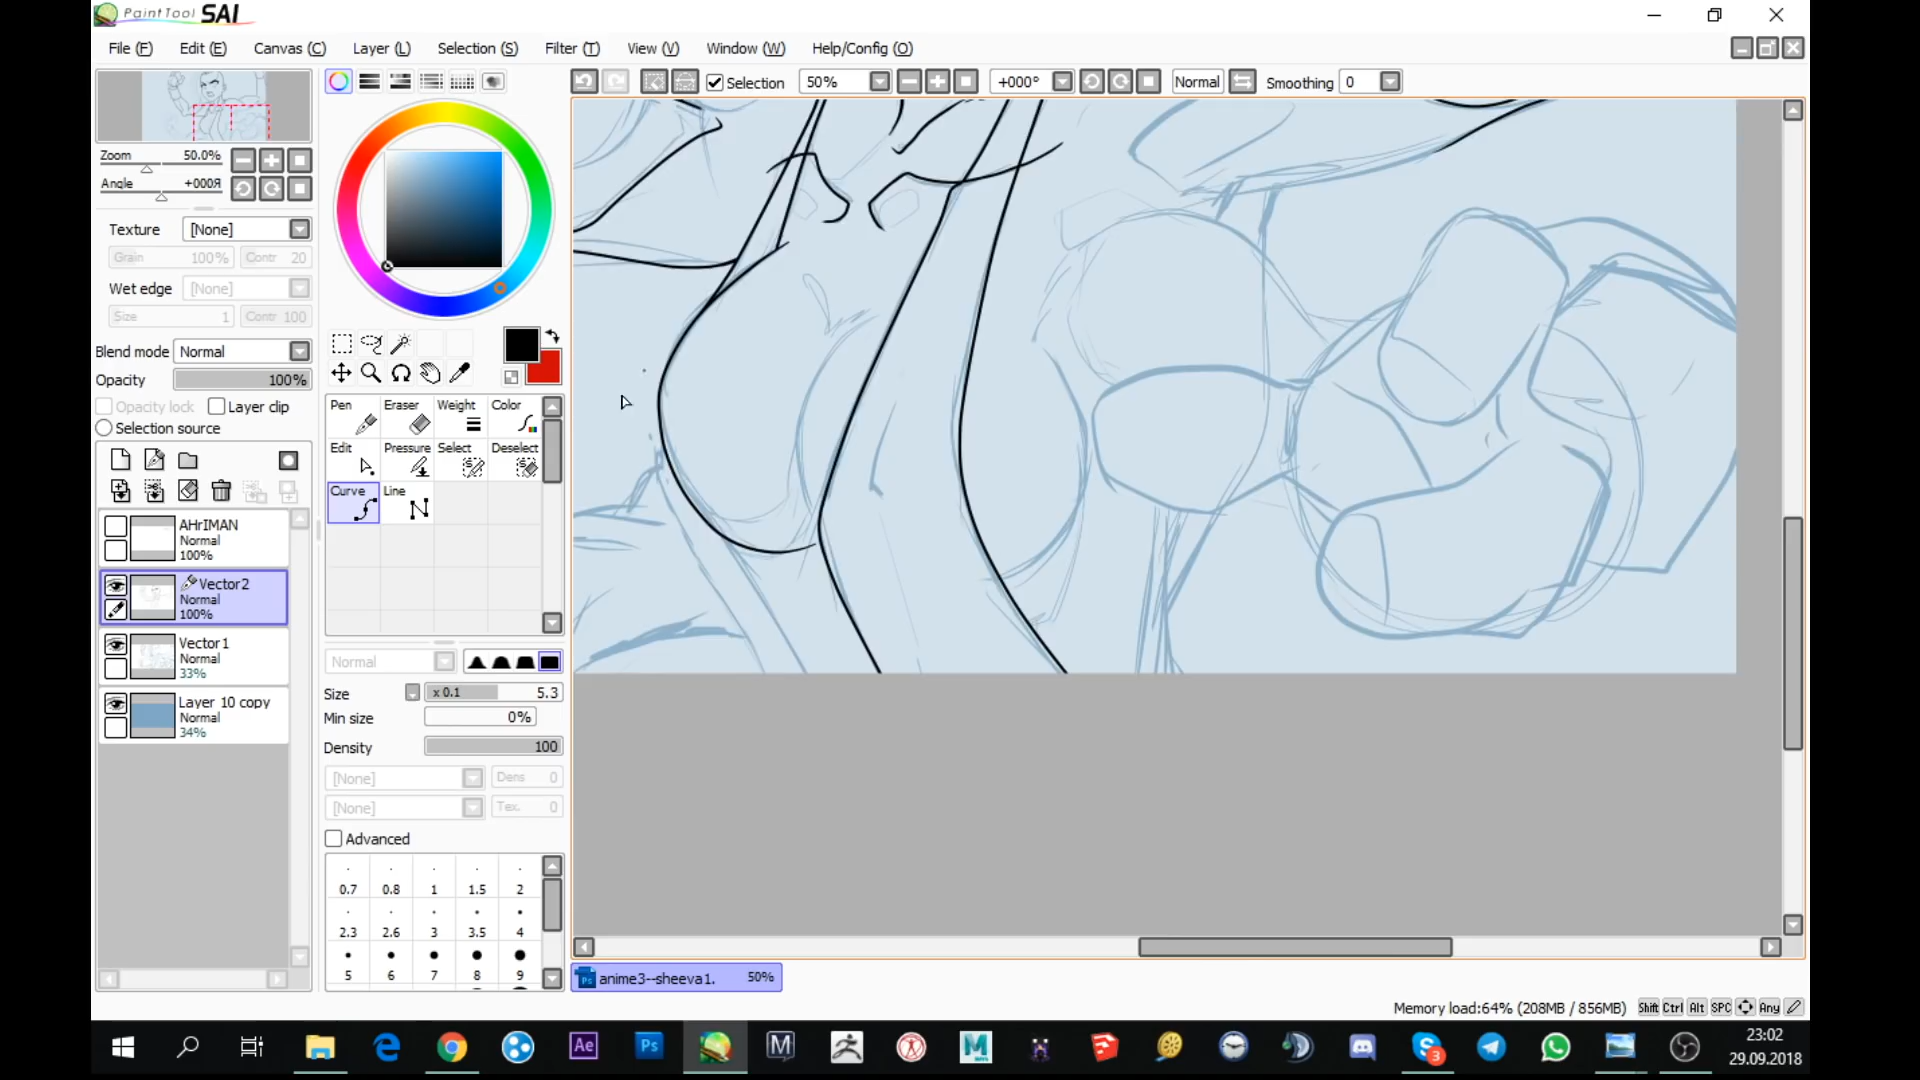 PaintTool SAI
File (F) Edit (E) Canvas (C) Layer (L) Selection (S) Filter (T) View (V) Window (W) Help/Config (O)
Selection 50% +000° Normal Smoothing 0
Zoom 50.0%
Angle +000Я
Texture [None]
Grain 100% Contr 20
Wet edge [None]
Size 1 Contr 100
Blend mode Normal
Opacity 100%
Opacity lock Layer clip
Selection source
AHrIMAN
Normal
100%
Vector2
Normal
100%
Vector1
Normal
33%
Layer 10 copy
Normal
34%
Pen Eraser Weight Color
Edit Pressure Select Deselect
Curve Line
Normal
Size x 0.1 5.3
Min size 0%
Density 100
[None] Dens 0
[None] Tex. 0
Advanced
0.7 0.8 1 1.5 2
2.3 2.6 3 3.5 4
5 6 7 8 9
anime3--sheeva1. 50%
Memory load:64% (208MB / 856MB) Shift Ctrl Alt SPC Any
Ae Ps M M 3
23:02
29.09.2018